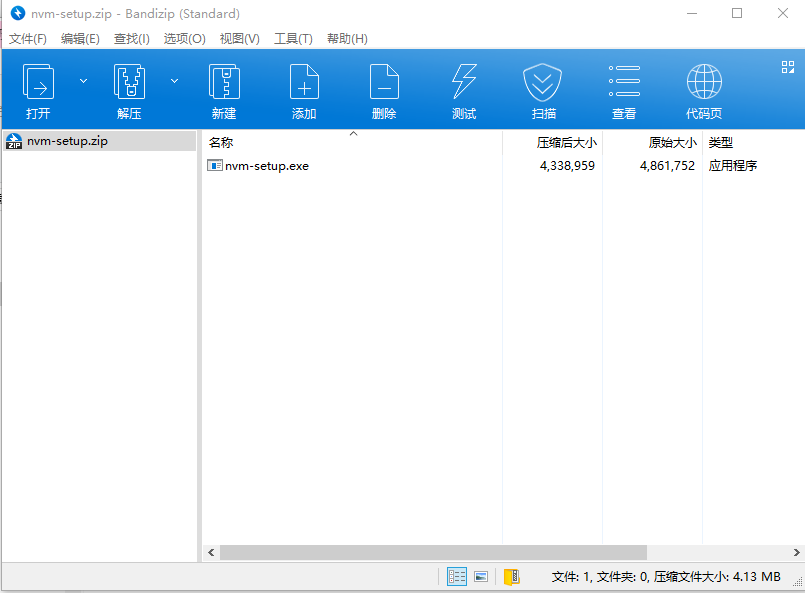 nvm-setup.zip - Bandizip (Standard)
文件(F) 编辑(E) 查找(I) 选项(O) 视图(V) 工具(T) 帮助(H)
打开 解压 新建 添加 删除 测试 扫描 查看 代码页
nvm-setup.zip
名称 压缩后大小 原始大小 类型
nvm-setup.exe 4,338,959 4,861,752 应用程序
文件: 1, 文件夹: 0, 压缩文件大小: 4.13 MB